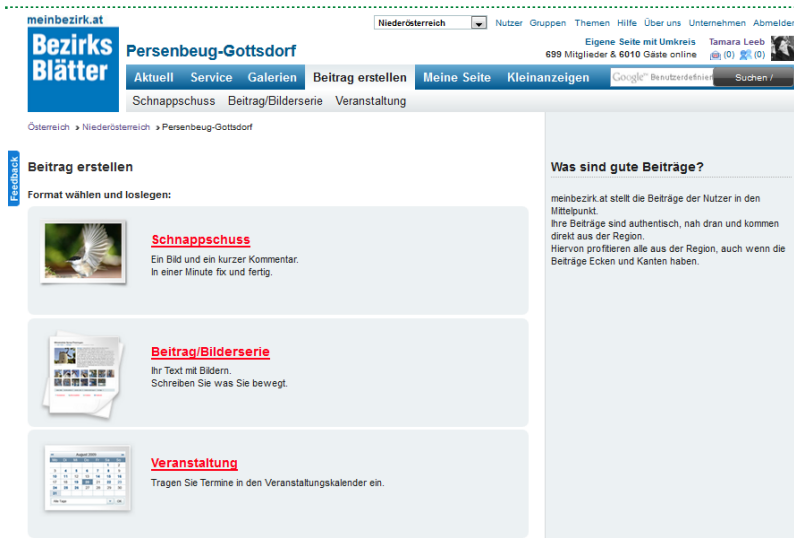 meinbezirk.at
Bezirks
Blätter
Niederösterreich
Nutzer Gruppen Themen Hilfe Über uns Unternehmen Abmelden
Persenbeug-Gottsdorf
Eigene Seite mit Umkreis
699 Mitglieder & 6010 Gäste online
Tamara Leeb
(0) (0)
Aktuell Service Galerien Beitrag erstellen Meine Seite Kleinanzeigen
Google™ Benutzerdefinier
Suchen /
Schnappschuss Beitrag/Bilderserie Veranstaltung
Österreich » Niederösterreich » Persenbeug-Gottsdorf
Feedback
Beitrag erstellen
Format wählen und loslegen:
Schnappschuss
Ein Bild und ein kurzer Kommentar.
In einer Minute fix und fertig.
Beitrag/Bilderserie
Ihr Text mit Bildern.
Schreiben Sie was Sie bewegt.
Veranstaltung
Tragen Sie Termine in den Veranstaltungskalender ein.
Was sind gute Beiträge?
meinbezirk.at stellt die Beiträge der Nutzer in den
Mittelpunkt.
Ihre Beiträge sind authentisch, nah dran und kommen
direkt aus der Region.
Hiervon profitieren alle aus der Region, auch wenn die
Beiträge Ecken und Kanten haben.